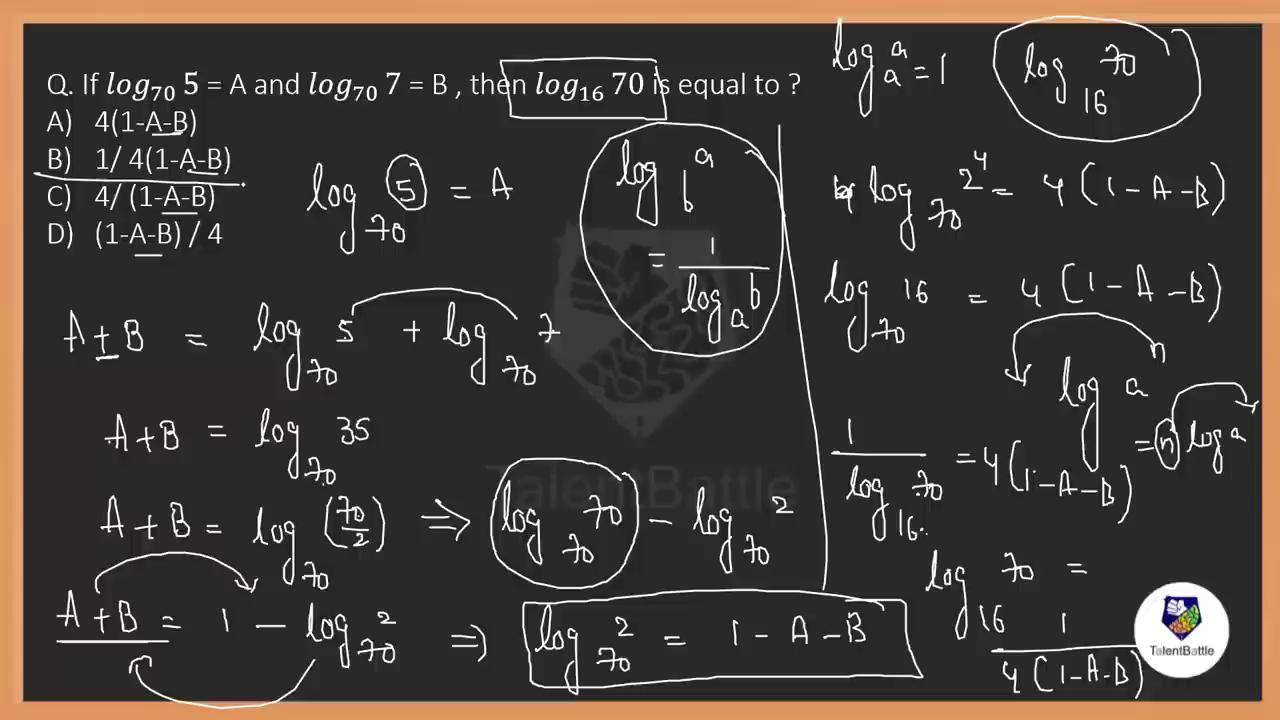 Q. If log₇₀ 5 = A and log₇₀ 7 = B , then log₁₆ 70 is equal to ?
A) 4(1-A-B)
B) 1/ 4(1-A-B)
C) 4/ (1-A-B)
D) (1-A-B) / 4
log₇₀ 5 = A
A+B = log₇₀ 5 + log₇₀ 7
A+B = log₇₀ 35
A+B = log₇₀ (70/2) ⇒ log₇₀ 70 - log₇₀ 2
A+B = 1 - log₇₀ 2 ⇒ log₇₀ 2 = 1-A-B
log_b a
= 1/log_a b
log_a a = 1
log₁₆ 70
log₇₀ 2⁴ = 4(1-A-B)
log₇₀ 16 = 4(1-A-B)
log aⁿ
= n log a
1/log₁₆ 70 = 4(1-A-B)
log₁₆ 70 =
1/4(1-A-B)
TalentBattle
TalentBattle